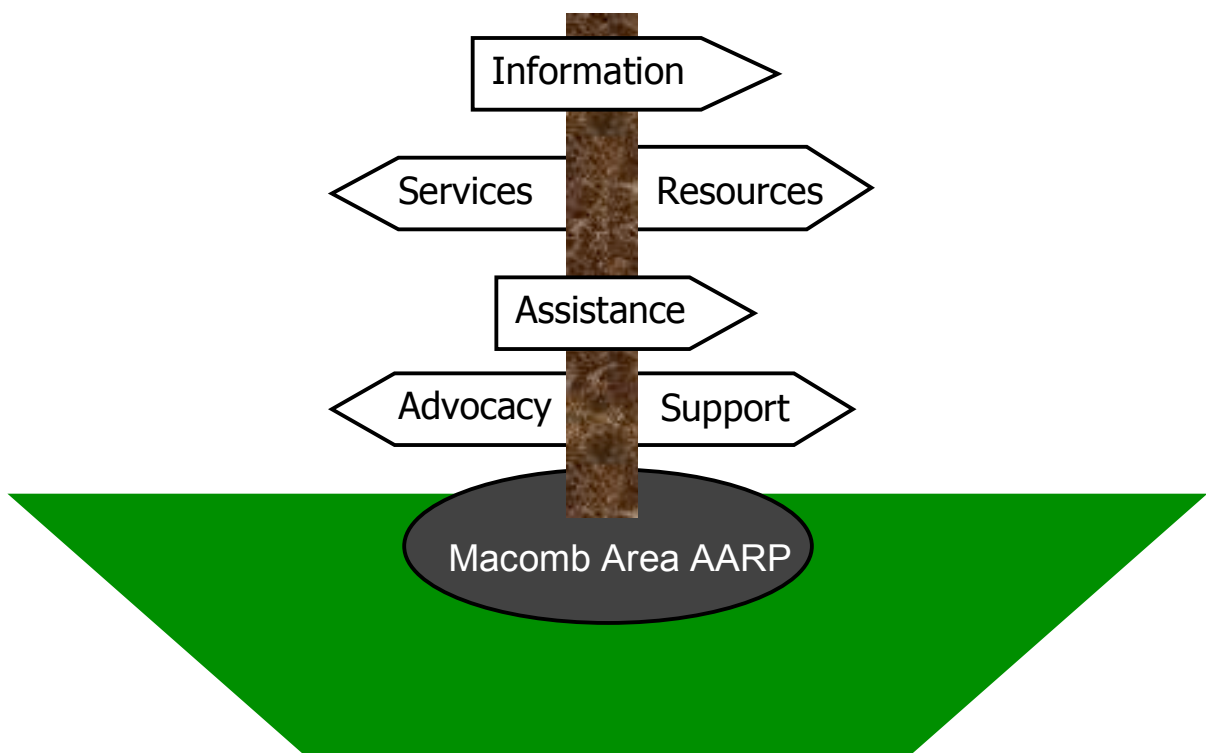 Information
Services
Resources
Assistance
Advocacy
Support
Macomb Area AARP